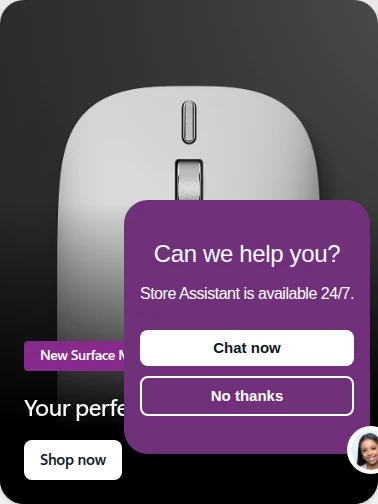 Can we help you?
Store Assistant is available 24/7.
Chat now
No thanks
New Surface
Your
Shop now